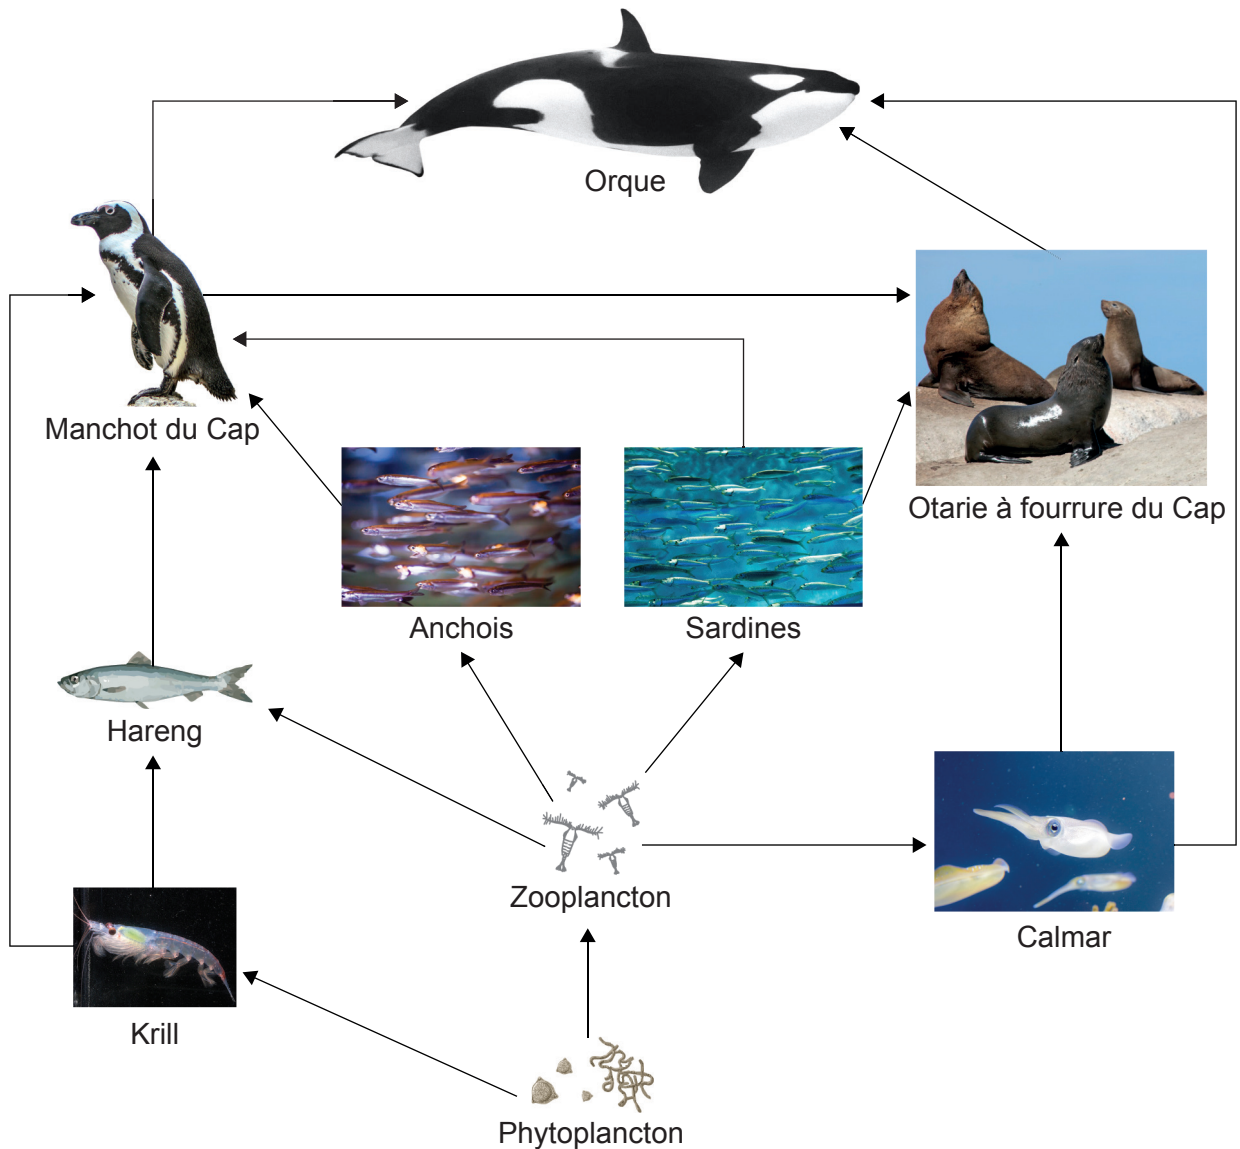 Orque
Manchot du Cap
Otarie à fourrure du Cap
Anchois
Sardines
Hareng
Zooplancton
Calmar
Krill
Phytoplancton